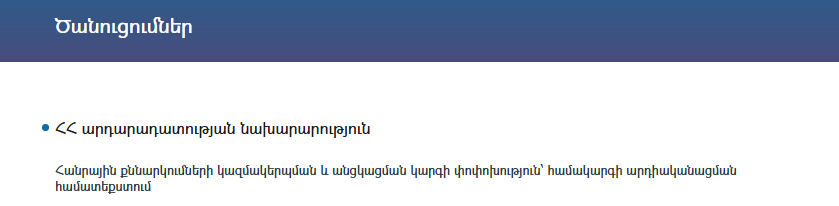 Ծանուցումներ
ՀՀ արդարադատության նախարարություն
Հանրային քննարկումների կազմակերպման և անցկացման կարգի փոփոխություն՝ համակարգի արդիականացման
համատեքստում